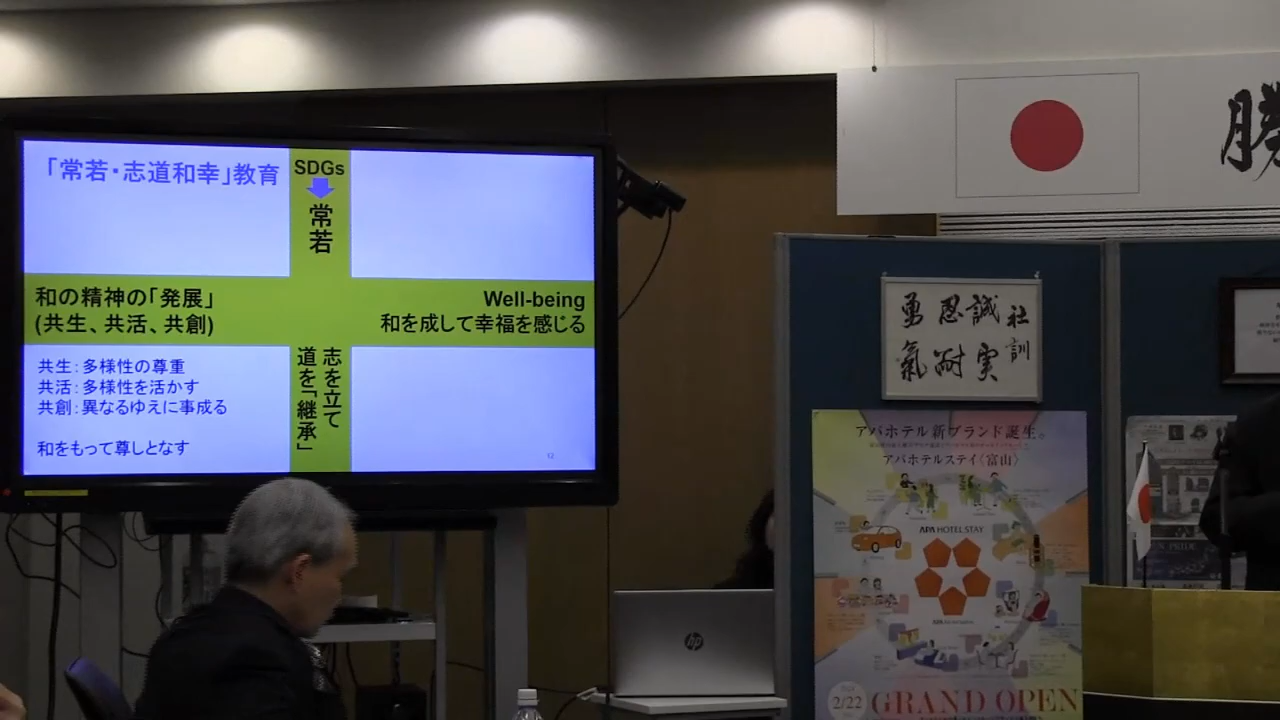 「常若・志道和幸」教育
SDGs
常若
和の精神の「発展」
(共生、共活、共創)
Well-being
和を成して幸福を感じる
共生：多様性の尊重
共活：多様性を活かす
共創：異なるゆえに事成る
和をもって尊しとなす
志を立てて
道を「継承」
12
勝
社訓
誠実
忍耐
勇氣
アパホテル新ブランド誕生。
アパホテルステイ〈富山〉
APA HOTEL STAY
2/22
GRAND OPEN
hp
PRIDE